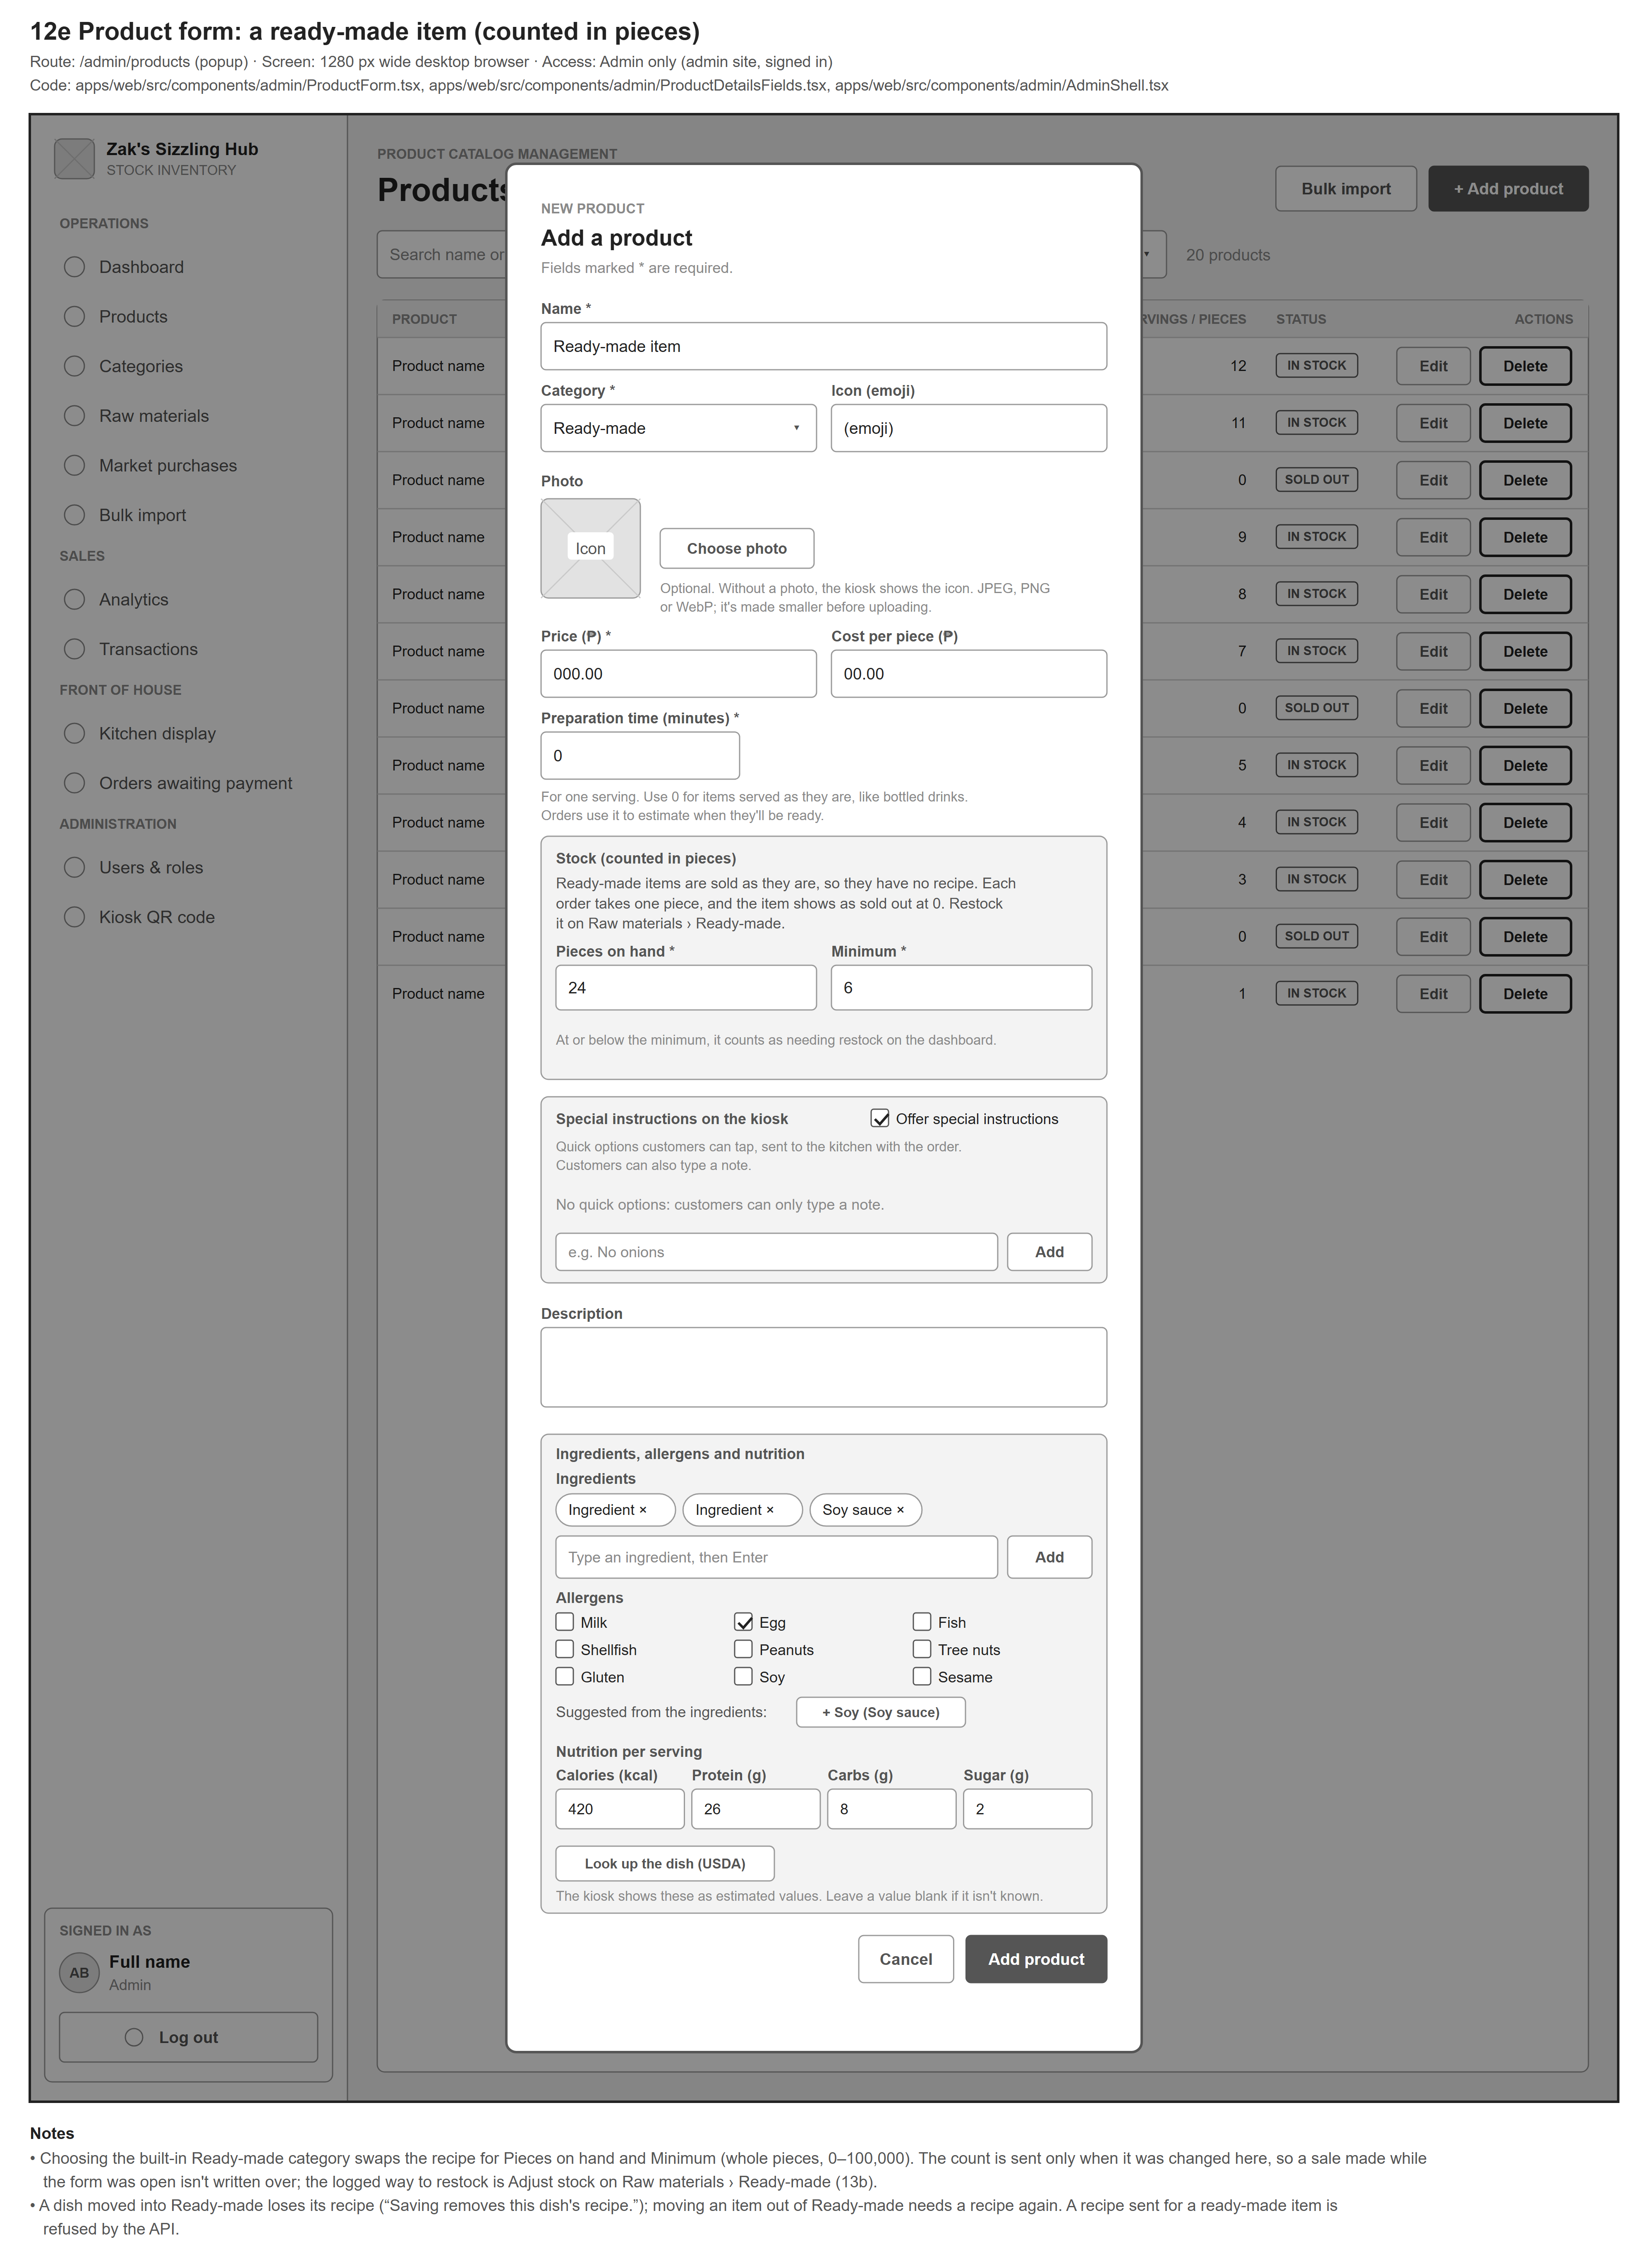 12e Product form: a ready-made item (counted in pieces)
Route: /admin/products (popup) · Screen: 1280 px wide desktop browser · Access: Admin only (admin site, signed in)
Code: apps/web/src/components/admin/ProductForm.tsx, apps/web/src/components/admin/ProductDetailsFields.tsx, apps/web/src/components/admin/AdminShell.tsx
Zak's Sizzling Hub
STOCK INVENTORY
OPERATIONS
Dashboard
Products
Categories
Raw materials
Market purchases
Bulk import
SALES
Analytics
Transactions
FRONT OF HOUSE
Kitchen display
Orders awaiting payment
ADMINISTRATION
Users & roles
Kiosk QR code
SIGNED IN AS
AB
Full name
Admin
Log out
PRODUCT CATALOG MANAGEMENT
Products
Bulk import
+ Add product
Search name or
20 products
PRODUCT
RVINGS / PIECES
STATUS
ACTIONS
Product name 12 IN STOCK Edit Delete
Product name 11 IN STOCK Edit Delete
Product name 0 SOLD OUT Edit Delete
Product name 9 IN STOCK Edit Delete
Product name 8 IN STOCK Edit Delete
Product name 7 IN STOCK Edit Delete
Product name 0 SOLD OUT Edit Delete
Product name 5 IN STOCK Edit Delete
Product name 4 IN STOCK Edit Delete
Product name 3 IN STOCK Edit Delete
Product name 0 SOLD OUT Edit Delete
Product name 1 IN STOCK Edit Delete
NEW PRODUCT
Add a product
Fields marked * are required.
Name *
Ready-made item
Category *
Icon (emoji)
Ready-made
(emoji)
Photo
Icon
Choose photo
Optional. Without a photo, the kiosk shows the icon. JPEG, PNG
or WebP; it's made smaller before uploading.
Price (₱) *
Cost per piece (₱)
000.00
00.00
Preparation time (minutes) *
0
For one serving. Use 0 for items served as they are, like bottled drinks.
Orders use it to estimate when they'll be ready.
Stock (counted in pieces)
Ready-made items are sold as they are, so they have no recipe. Each
order takes one piece, and the item shows as sold out at 0. Restock
it on Raw materials › Ready-made.
Pieces on hand *
Minimum *
24
6
At or below the minimum, it counts as needing restock on the dashboard.
Special instructions on the kiosk
Offer special instructions
Quick options customers can tap, sent to the kitchen with the order.
Customers can also type a note.
No quick options: customers can only type a note.
e.g. No onions
Add
Description
Ingredients, allergens and nutrition
Ingredients
Ingredient ×
Ingredient ×
Soy sauce ×
Type an ingredient, then Enter
Add
Allergens
Milk
Egg
Fish
Shellfish
Peanuts
Tree nuts
Gluten
Soy
Sesame
Suggested from the ingredients:
+ Soy (Soy sauce)
Nutrition per serving
Calories (kcal)
Protein (g)
Carbs (g)
Sugar (g)
420
26
8
2
Look up the dish (USDA)
The kiosk shows these as estimated values. Leave a value blank if it isn't known.
Cancel
Add product
Notes
• Choosing the built-in Ready-made category swaps the recipe for Pieces on hand and Minimum (whole pieces, 0–100,000). The count is sent only when it was changed here, so a sale made while
the form was open isn't written over; the logged way to restock is Adjust stock on Raw materials › Ready-made (13b).
• A dish moved into Ready-made loses its recipe (“Saving removes this dish's recipe.”); moving an item out of Ready-made needs a recipe again. A recipe sent for a ready-made item is
refused by the API.